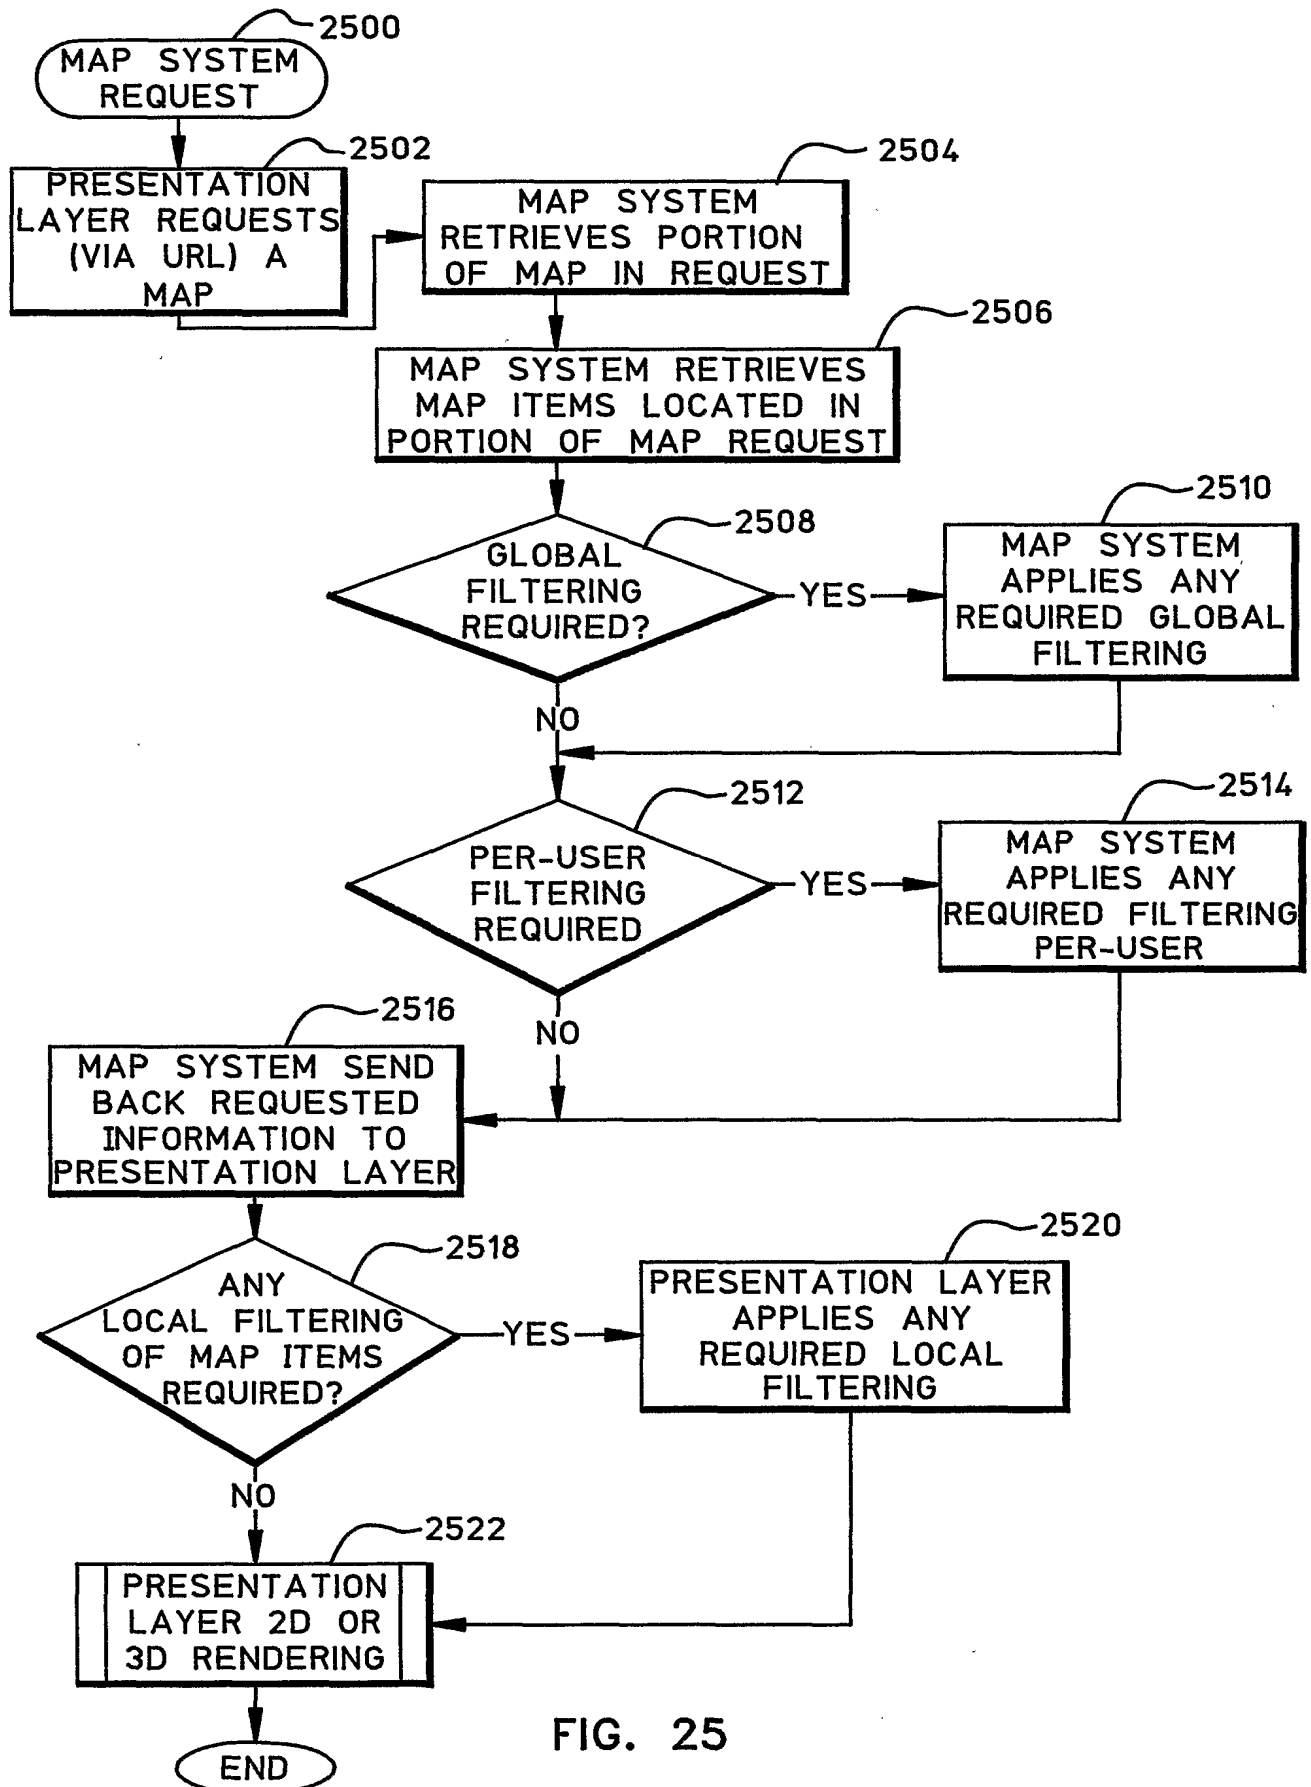 2500
MAP SYSTEM
REQUEST
2502
PRESENTATION
LAYER REQUESTS
(VIA URL) A
MAP
2504
MAP SYSTEM
RETRIEVES PORTION
OF MAP IN REQUEST
2506
MAP SYSTEM RETRIEVES
MAP ITEMS LOCATED IN
PORTION OF MAP REQUEST
2508
GLOBAL
FILTERING
REQUIRED?
YES
2510
MAP SYSTEM
APPLIES ANY
REQUIRED GLOBAL
FILTERING
NO
2512
PER-USER
FILTERING
REQUIRED
YES
2514
MAP SYSTEM
APPLIES ANY
REQUIRED FILTERING
PER-USER
NO
2516
MAP SYSTEM SEND
BACK REQUESTED
INFORMATION TO
PRESENTATION LAYER
2518
ANY
LOCAL FILTERING
OF MAP ITEMS
REQUIRED?
YES
2520
PRESENTATION LAYER
APPLIES ANY
REQUIRED LOCAL
FILTERING
NO
2522
PRESENTATION
LAYER 2D OR
3D RENDERING
END
FIG. 25